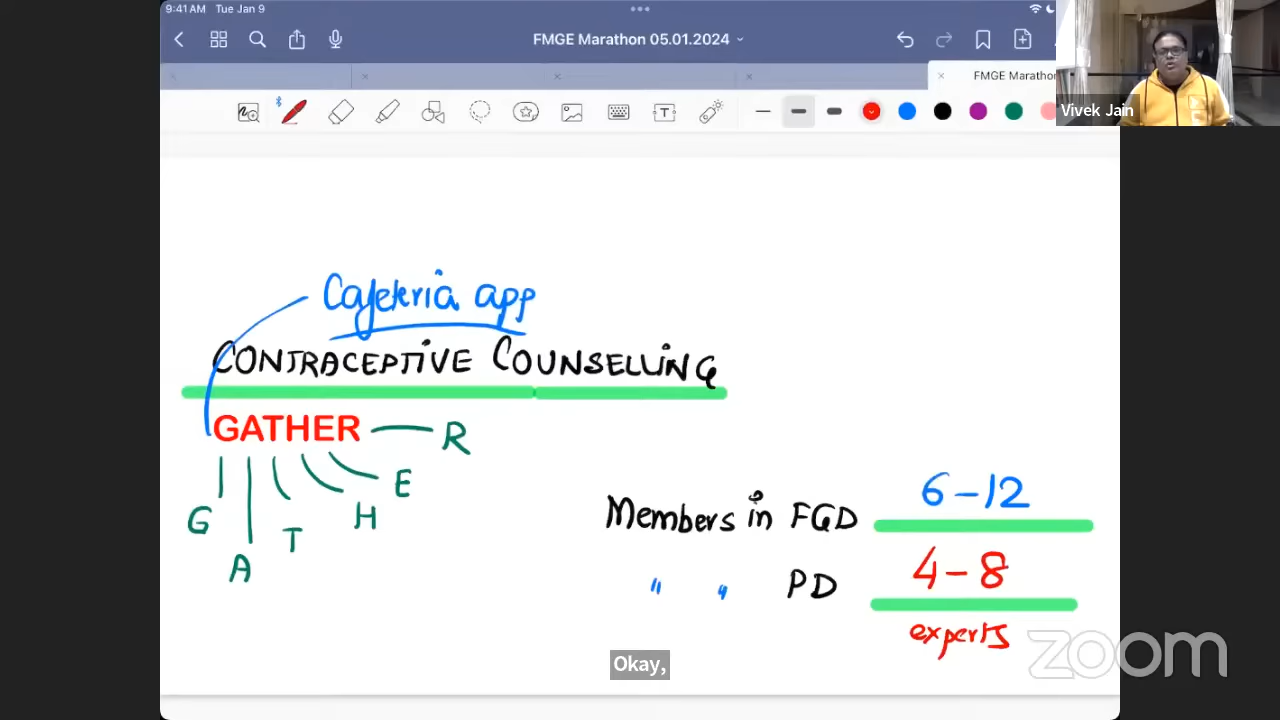 9:41 AM Tue Jan 9
FMGE Marathon 05.01.2024
FMGE Marathon
Vivek Jain
Cafeteria app
CONTRACEPTIVE COUNSELLING
GATHER
R
E
H
G
T
A
Members in FGD 6-12
" " PD 4-8
experts
Okay,
zoom